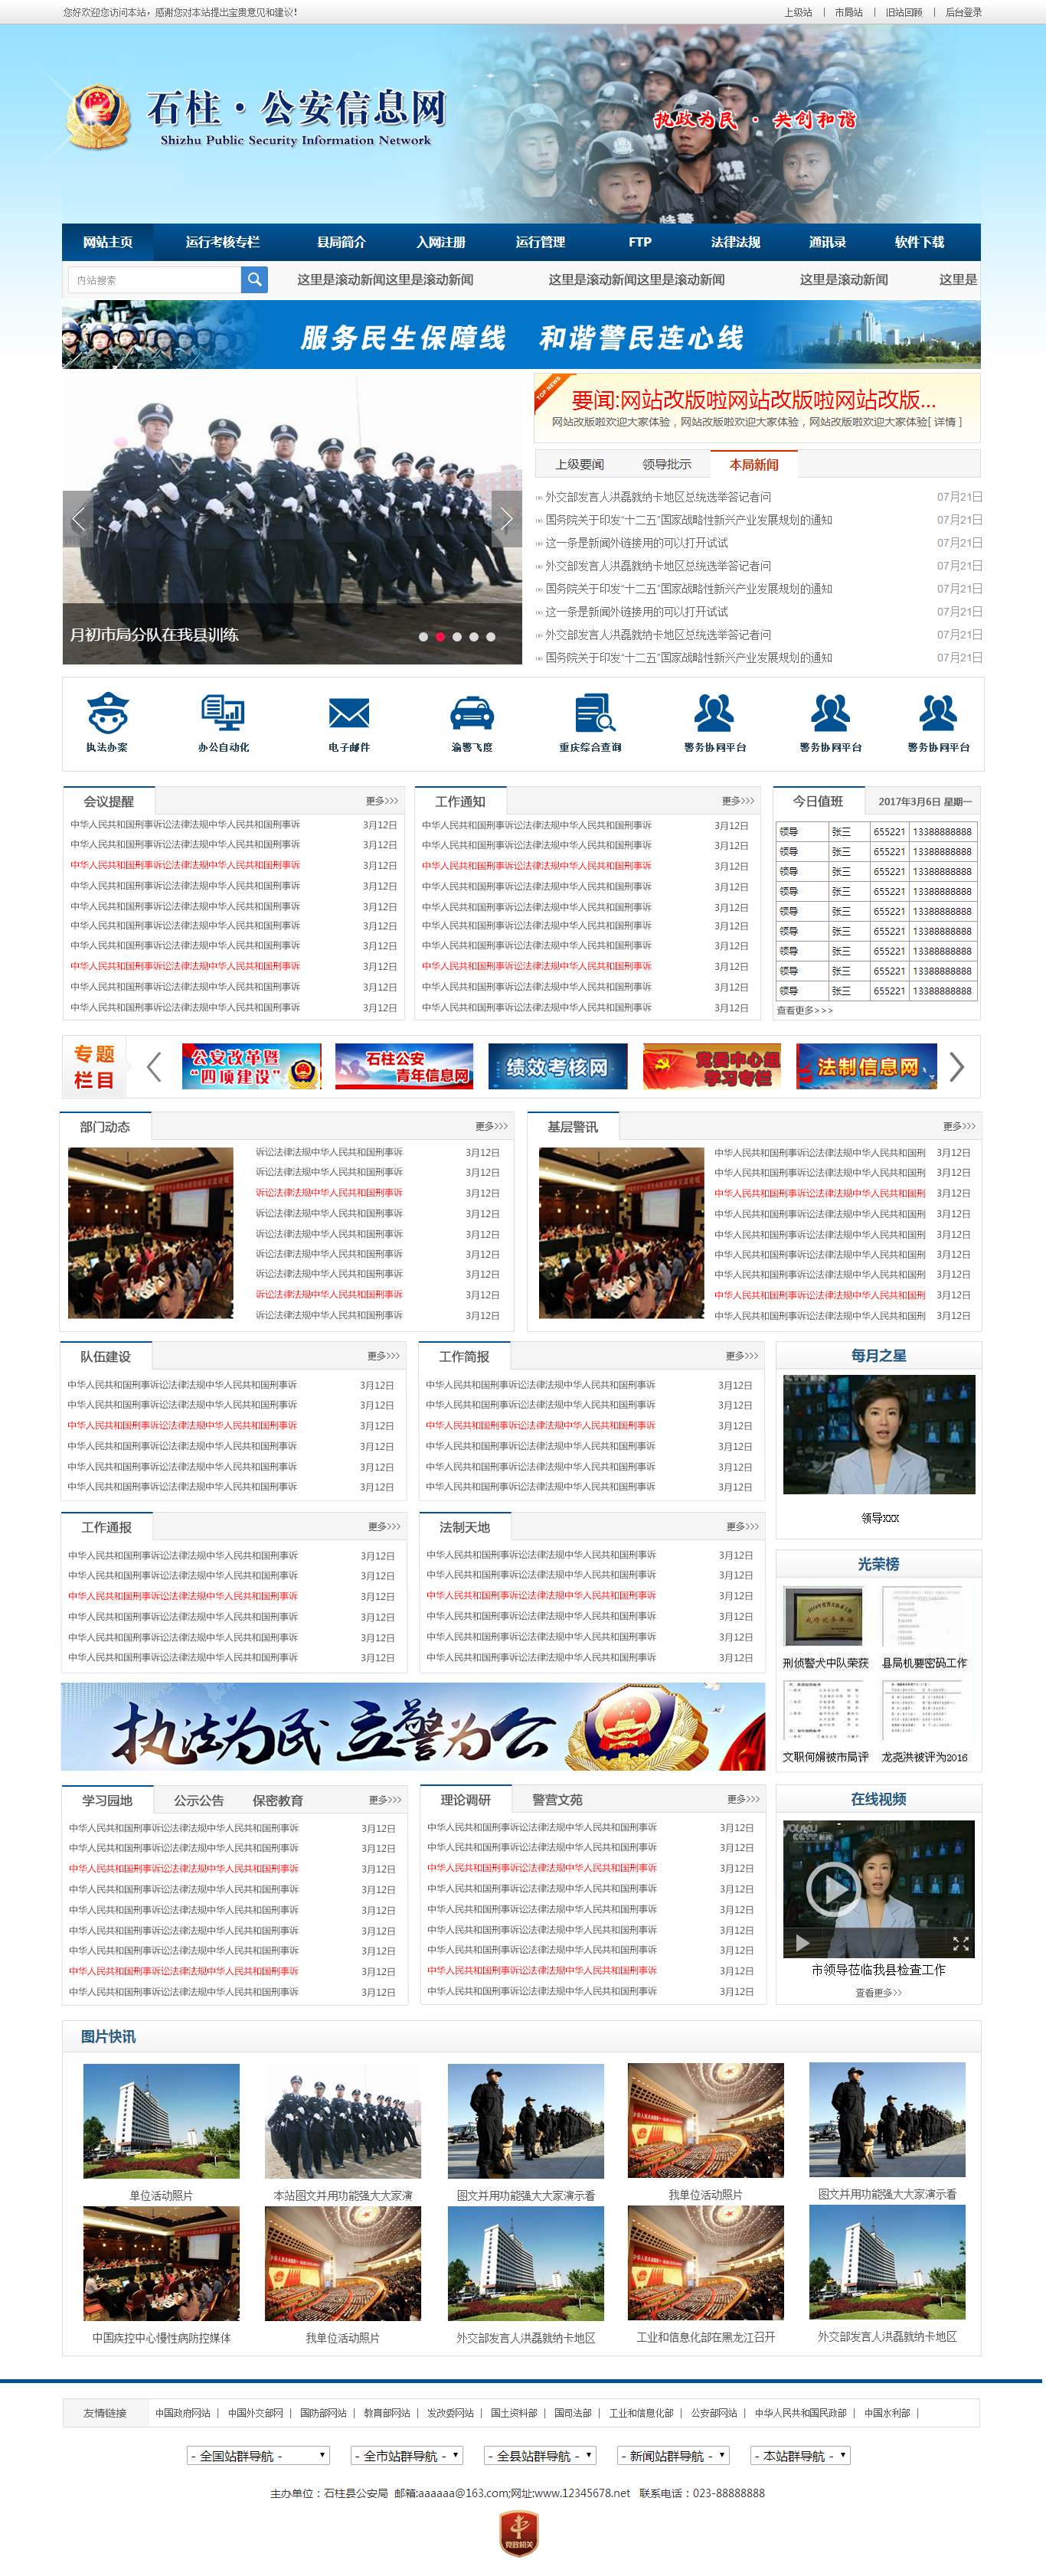 您好欢迎您访问本站,感谢您对本站提出宝贵意见和建议!
上级站 | 市局站 | 旧站回顾 | 后台登录
石柱·公安信息网
Shizhu Public Security Information Network
执政为民 · 共创和谐
特警
SWAT
特警
网站主页 运行考核专栏 县局简介 入网注册 运行管理 FTP 法律法规 通讯录 软件下载
内站搜索
这里是滚动新闻这里是滚动新闻 这里是滚动新闻这里是滚动新闻 这里是滚动新闻 这里是
服务民生保障线 和谐警民连心线
月初市局分队在我县训练
TOP NEWS
要闻:网站改版啦网站改版啦网站改版...
网站改版啦欢迎大家体验,网站改版啦欢迎大家体验,网站改版啦欢迎大家体验[ 详情 ]
上级要闻 领导批示 本局新闻
外交部发言人洪磊就纳卡地区总统选举答记者问 07月21日
国务院关于印发“十二五”国家战略性新兴产业发展规划的通知 07月21日
这一条是新闻外链接用的可以打开试试 07月21日
外交部发言人洪磊就纳卡地区总统选举答记者问 07月21日
国务院关于印发“十二五”国家战略性新兴产业发展规划的通知 07月21日
这一条是新闻外链接用的可以打开试试 07月21日
外交部发言人洪磊就纳卡地区总统选举答记者问 07月21日
国务院关于印发“十二五”国家战略性新兴产业发展规划的通知 07月21日
执法办案 办公自动化 电子邮件 渝警飞度 重庆综合查询 警务协同平台 警务协同平台 警务协同平台
会议提醒 更多>>>
中华人民共和国刑事诉讼法律法规中华人民共和国刑事诉 3月12日
中华人民共和国刑事诉讼法律法规中华人民共和国刑事诉 3月12日
中华人民共和国刑事诉讼法律法规中华人民共和国刑事诉 3月12日
中华人民共和国刑事诉讼法律法规中华人民共和国刑事诉 3月12日
中华人民共和国刑事诉讼法律法规中华人民共和国刑事诉 3月12日
中华人民共和国刑事诉讼法律法规中华人民共和国刑事诉 3月12日
中华人民共和国刑事诉讼法律法规中华人民共和国刑事诉 3月12日
中华人民共和国刑事诉讼法律法规中华人民共和国刑事诉 3月12日
中华人民共和国刑事诉讼法律法规中华人民共和国刑事诉 3月12日
中华人民共和国刑事诉讼法律法规中华人民共和国刑事诉 3月12日
工作通知 更多>>>
中华人民共和国刑事诉讼法律法规中华人民共和国刑事诉 3月12日
中华人民共和国刑事诉讼法律法规中华人民共和国刑事诉 3月12日
中华人民共和国刑事诉讼法律法规中华人民共和国刑事诉 3月12日
中华人民共和国刑事诉讼法律法规中华人民共和国刑事诉 3月12日
中华人民共和国刑事诉讼法律法规中华人民共和国刑事诉 3月12日
中华人民共和国刑事诉讼法律法规中华人民共和国刑事诉 3月12日
中华人民共和国刑事诉讼法律法规中华人民共和国刑事诉 3月12日
中华人民共和国刑事诉讼法律法规中华人民共和国刑事诉 3月12日
中华人民共和国刑事诉讼法律法规中华人民共和国刑事诉 3月12日
中华人民共和国刑事诉讼法律法规中华人民共和国刑事诉 3月12日
今日值班 2017年3月6日 星期一
领导 张三 655221 13388888888
领导 张三 655221 13388888888
领导 张三 655221 13388888888
领导 张三 655221 13388888888
领导 张三 655221 13388888888
领导 张三 655221 13388888888
领导 张三 655221 13388888888
领导 张三 655221 13388888888
领导 张三 655221 13388888888
查看更多>>>
专题
栏目
公安改革暨
“四项建设”
石柱公安
青年信息网
绩效考核网
党委中心组
学习专栏
法制信息网
部门动态 更多>>>
诉讼法律法规中华人民共和国刑事诉 3月12日
诉讼法律法规中华人民共和国刑事诉 3月12日
诉讼法律法规中华人民共和国刑事诉 3月12日
诉讼法律法规中华人民共和国刑事诉 3月12日
诉讼法律法规中华人民共和国刑事诉 3月12日
诉讼法律法规中华人民共和国刑事诉 3月12日
诉讼法律法规中华人民共和国刑事诉 3月12日
诉讼法律法规中华人民共和国刑事诉 3月12日
诉讼法律法规中华人民共和国刑事诉 3月12日
基层警讯 更多>>>
中华人民共和国刑事诉讼法律法规中华人民共和国刑 3月12日
中华人民共和国刑事诉讼法律法规中华人民共和国刑 3月12日
中华人民共和国刑事诉讼法律法规中华人民共和国刑 3月12日
中华人民共和国刑事诉讼法律法规中华人民共和国刑 3月12日
中华人民共和国刑事诉讼法律法规中华人民共和国刑 3月12日
中华人民共和国刑事诉讼法律法规中华人民共和国刑 3月12日
中华人民共和国刑事诉讼法律法规中华人民共和国刑 3月12日
中华人民共和国刑事诉讼法律法规中华人民共和国刑 3月12日
中华人民共和国刑事诉讼法律法规中华人民共和国刑 3月12日
队伍建设 更多>>>
中华人民共和国刑事诉讼法律法规中华人民共和国刑事诉 3月12日
中华人民共和国刑事诉讼法律法规中华人民共和国刑事诉 3月12日
中华人民共和国刑事诉讼法律法规中华人民共和国刑事诉 3月12日
中华人民共和国刑事诉讼法律法规中华人民共和国刑事诉 3月12日
中华人民共和国刑事诉讼法律法规中华人民共和国刑事诉 3月12日
中华人民共和国刑事诉讼法律法规中华人民共和国刑事诉 3月12日
工作简报 更多>>>
中华人民共和国刑事诉讼法律法规中华人民共和国刑事诉 3月12日
中华人民共和国刑事诉讼法律法规中华人民共和国刑事诉 3月12日
中华人民共和国刑事诉讼法律法规中华人民共和国刑事诉 3月12日
中华人民共和国刑事诉讼法律法规中华人民共和国刑事诉 3月12日
中华人民共和国刑事诉讼法律法规中华人民共和国刑事诉 3月12日
中华人民共和国刑事诉讼法律法规中华人民共和国刑事诉 3月12日
每月之星
CCTV 新闻
领导XXX
工作通报 更多>>>
中华人民共和国刑事诉讼法律法规中华人民共和国刑事诉 3月12日
中华人民共和国刑事诉讼法律法规中华人民共和国刑事诉 3月12日
中华人民共和国刑事诉讼法律法规中华人民共和国刑事诉 3月12日
中华人民共和国刑事诉讼法律法规中华人民共和国刑事诉 3月12日
中华人民共和国刑事诉讼法律法规中华人民共和国刑事诉 3月12日
中华人民共和国刑事诉讼法律法规中华人民共和国刑事诉 3月12日
法制天地 更多>>>
中华人民共和国刑事诉讼法律法规中华人民共和国刑事诉 3月12日
中华人民共和国刑事诉讼法律法规中华人民共和国刑事诉 3月12日
中华人民共和国刑事诉讼法律法规中华人民共和国刑事诉 3月12日
中华人民共和国刑事诉讼法律法规中华人民共和国刑事诉 3月12日
中华人民共和国刑事诉讼法律法规中华人民共和国刑事诉 3月12日
中华人民共和国刑事诉讼法律法规中华人民共和国刑事诉 3月12日
光荣榜
刑侦警犬中队荣获 县局机要密码工作
文职何娟被市局评 龙尧洪被评为2016
执法为民 立警为公
学习园地 公示公告 保密教育 更多>>>
中华人民共和国刑事诉讼法律法规中华人民共和国刑事诉 3月12日
中华人民共和国刑事诉讼法律法规中华人民共和国刑事诉 3月12日
中华人民共和国刑事诉讼法律法规中华人民共和国刑事诉 3月12日
中华人民共和国刑事诉讼法律法规中华人民共和国刑事诉 3月12日
中华人民共和国刑事诉讼法律法规中华人民共和国刑事诉 3月12日
中华人民共和国刑事诉讼法律法规中华人民共和国刑事诉 3月12日
中华人民共和国刑事诉讼法律法规中华人民共和国刑事诉 3月12日
中华人民共和国刑事诉讼法律法规中华人民共和国刑事诉 3月12日
中华人民共和国刑事诉讼法律法规中华人民共和国刑事诉 3月12日
理论调研 警营文苑 更多>>>
中华人民共和国刑事诉讼法律法规中华人民共和国刑事诉 3月12日
中华人民共和国刑事诉讼法律法规中华人民共和国刑事诉 3月12日
中华人民共和国刑事诉讼法律法规中华人民共和国刑事诉 3月12日
中华人民共和国刑事诉讼法律法规中华人民共和国刑事诉 3月12日
中华人民共和国刑事诉讼法律法规中华人民共和国刑事诉 3月12日
中华人民共和国刑事诉讼法律法规中华人民共和国刑事诉 3月12日
中华人民共和国刑事诉讼法律法规中华人民共和国刑事诉 3月12日
中华人民共和国刑事诉讼法律法规中华人民共和国刑事诉 3月12日
中华人民共和国刑事诉讼法律法规中华人民共和国刑事诉 3月12日
在线视频
YOUKU
CCTV 新闻
市领导莅临我县检查工作
查看更多>>
图片快讯
单位活动照片 本站图文并用功能强大大家演 图文并用功能强大大家演示看 我单位活动照片 图文并用功能强大大家演示看
中国疾控中心慢性病防控媒体 我单位活动照片 外交部发言人洪磊就纳卡地区 工业和信息化部在黑龙江召开 外交部发言人洪磊就纳卡地区
友情链接 中国政府网站 | 中国外交部网 | 国防部网站 | 教育部网站 | 发改委网站 | 国土资料部 | 国司法部 | 工业和信息化部 | 公安部网站 | 中华人民共和国民政部 | 中国水利部 |
- 全国站群导航 - - 全市站群导航 - - 全县站群导航 - - 新闻站群导航 - - 本站群导航 -
主办单位:石柱县公安局 邮箱:aaaaaa@163.com;网址:www.12345678.net 联系电话:023-88888888
党政机关